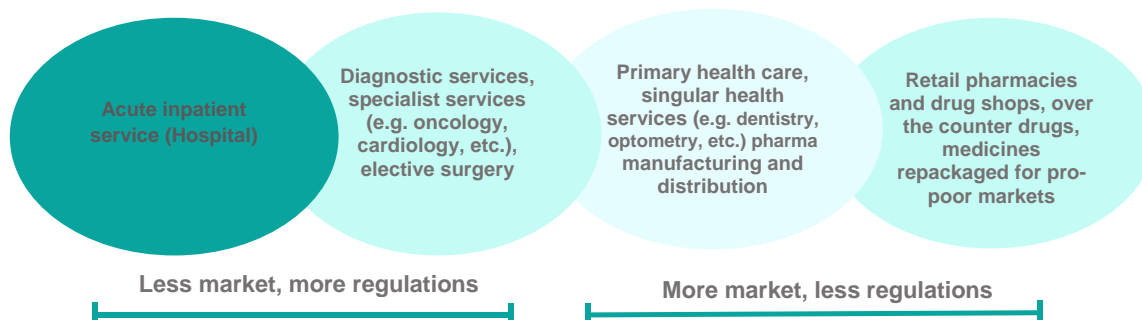 Acute inpatient
service (Hospital)
Diagnostic services,
specialist services
(e.g. oncology,
cardiology, etc.),
elective surgery
Primary health care,
singular health
services (e.g. dentistry,
optometry, etc.) pharma
manufacturing and
distribution
Retail pharmacies
and drug shops, over
the counter drugs,
medicines
repackaged for pro-
poor markets
Less market, more regulations
More market, less regulations